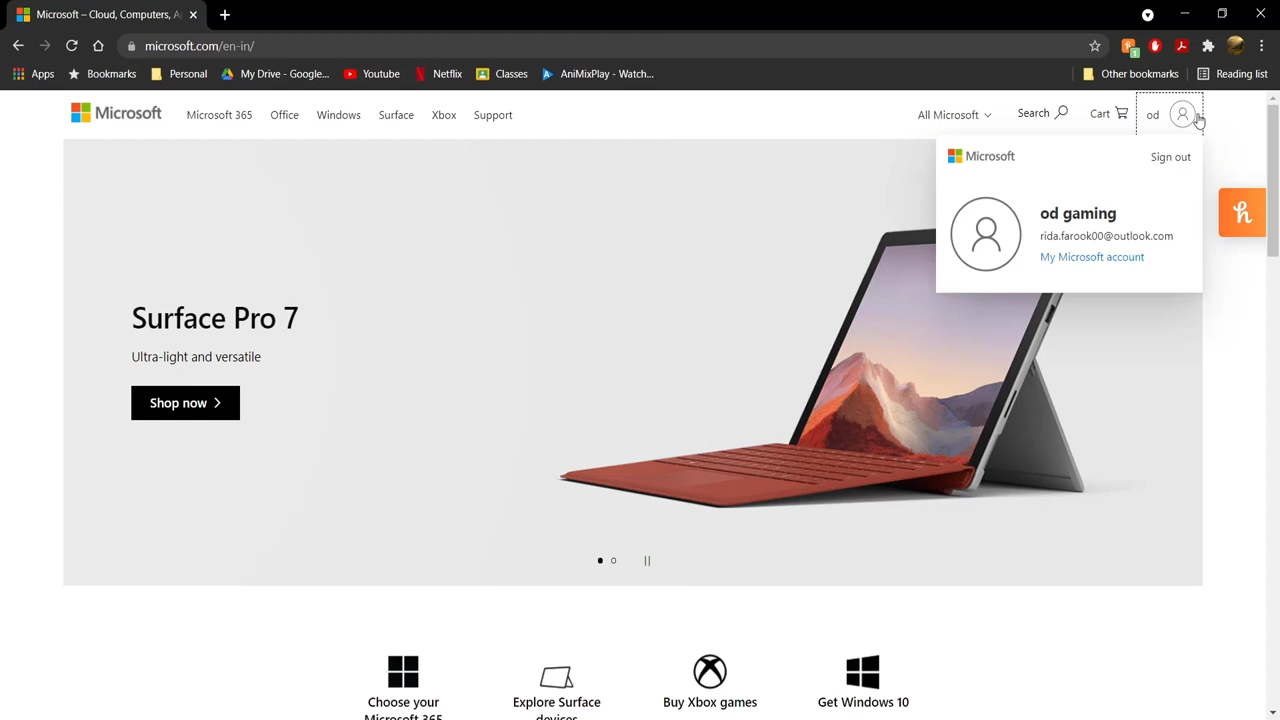 Microsoft – Cloud, Computers, A
microsoft.com/en-in/
1
Apps
Bookmarks
Personal
My Drive - Google...
Youtube
Netflix
Classes
AniMixPlay - Watch...
Other bookmarks
Reading list
Microsoft
Microsoft 365
Office
Windows
Surface
Xbox
Support
All Microsoft
Search
Cart
od
Microsoft
Sign out
od gaming
rida.farook00@outlook.com
My Microsoft account
Surface Pro 7
Ultra-light and versatile
Shop now
Choose your
Microsoft 365
Explore Surface
devices
Buy Xbox games
Get Windows 10